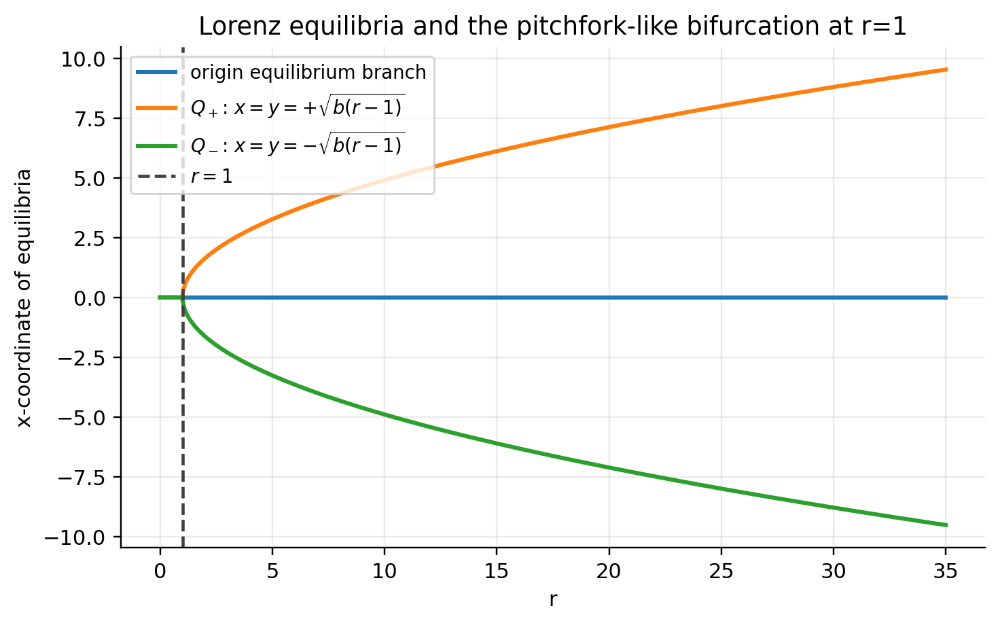 Lorenz equilibria and the pitchfork-like bifurcation at r=1
origin equilibrium branch
Q₊: x = y = +√b(r − 1)
Q₋: x = y = −√b(r − 1)
r = 1
x-coordinate of equilibria
10.0
7.5
5.0
2.5
0.0
−2.5
−5.0
−7.5
−10.0
0 5 10 15 20 25 30 35
r